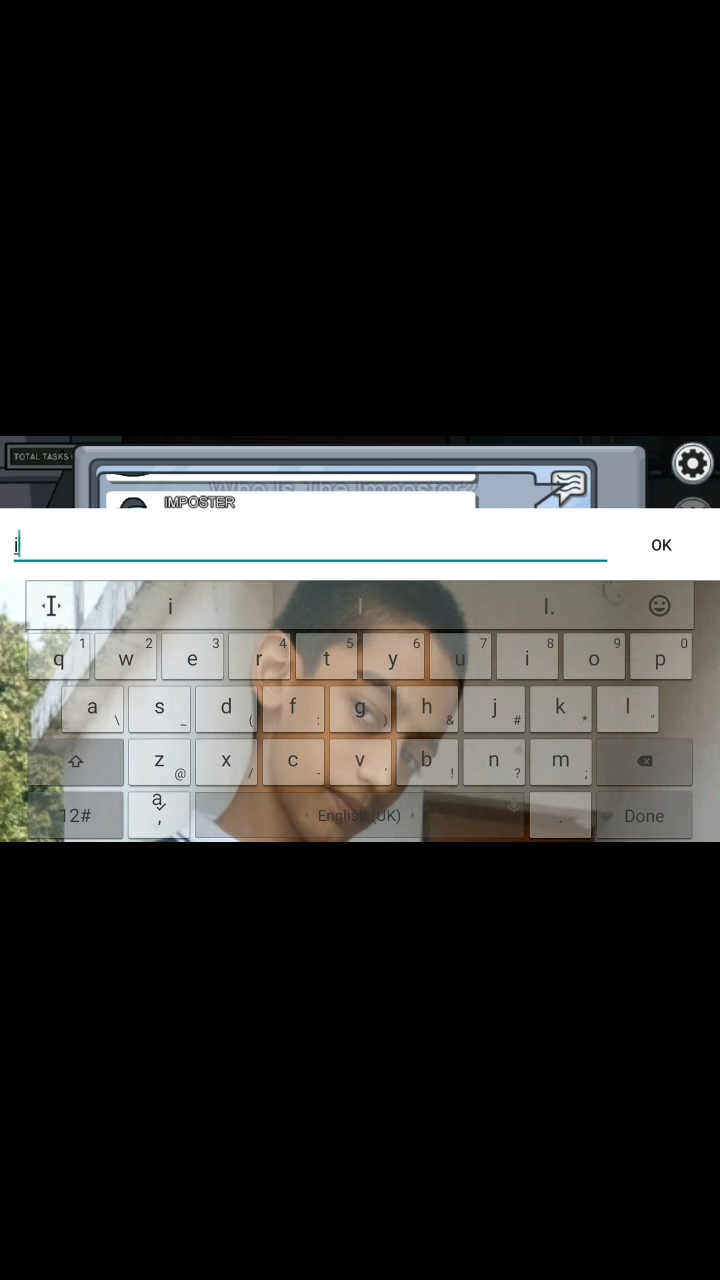 TOTAL TASKS
Who Is The Imposter?
IMPOSTER
i
OK
i I I.
1 2 3 4 5 6 7 8 9 0
q w e r t y u i o p
a s d f g h j k l
\ _ ( : ) & # * "
z x c v b n m
@ / - ' ! ? ;
12# a , English (UK) . Done